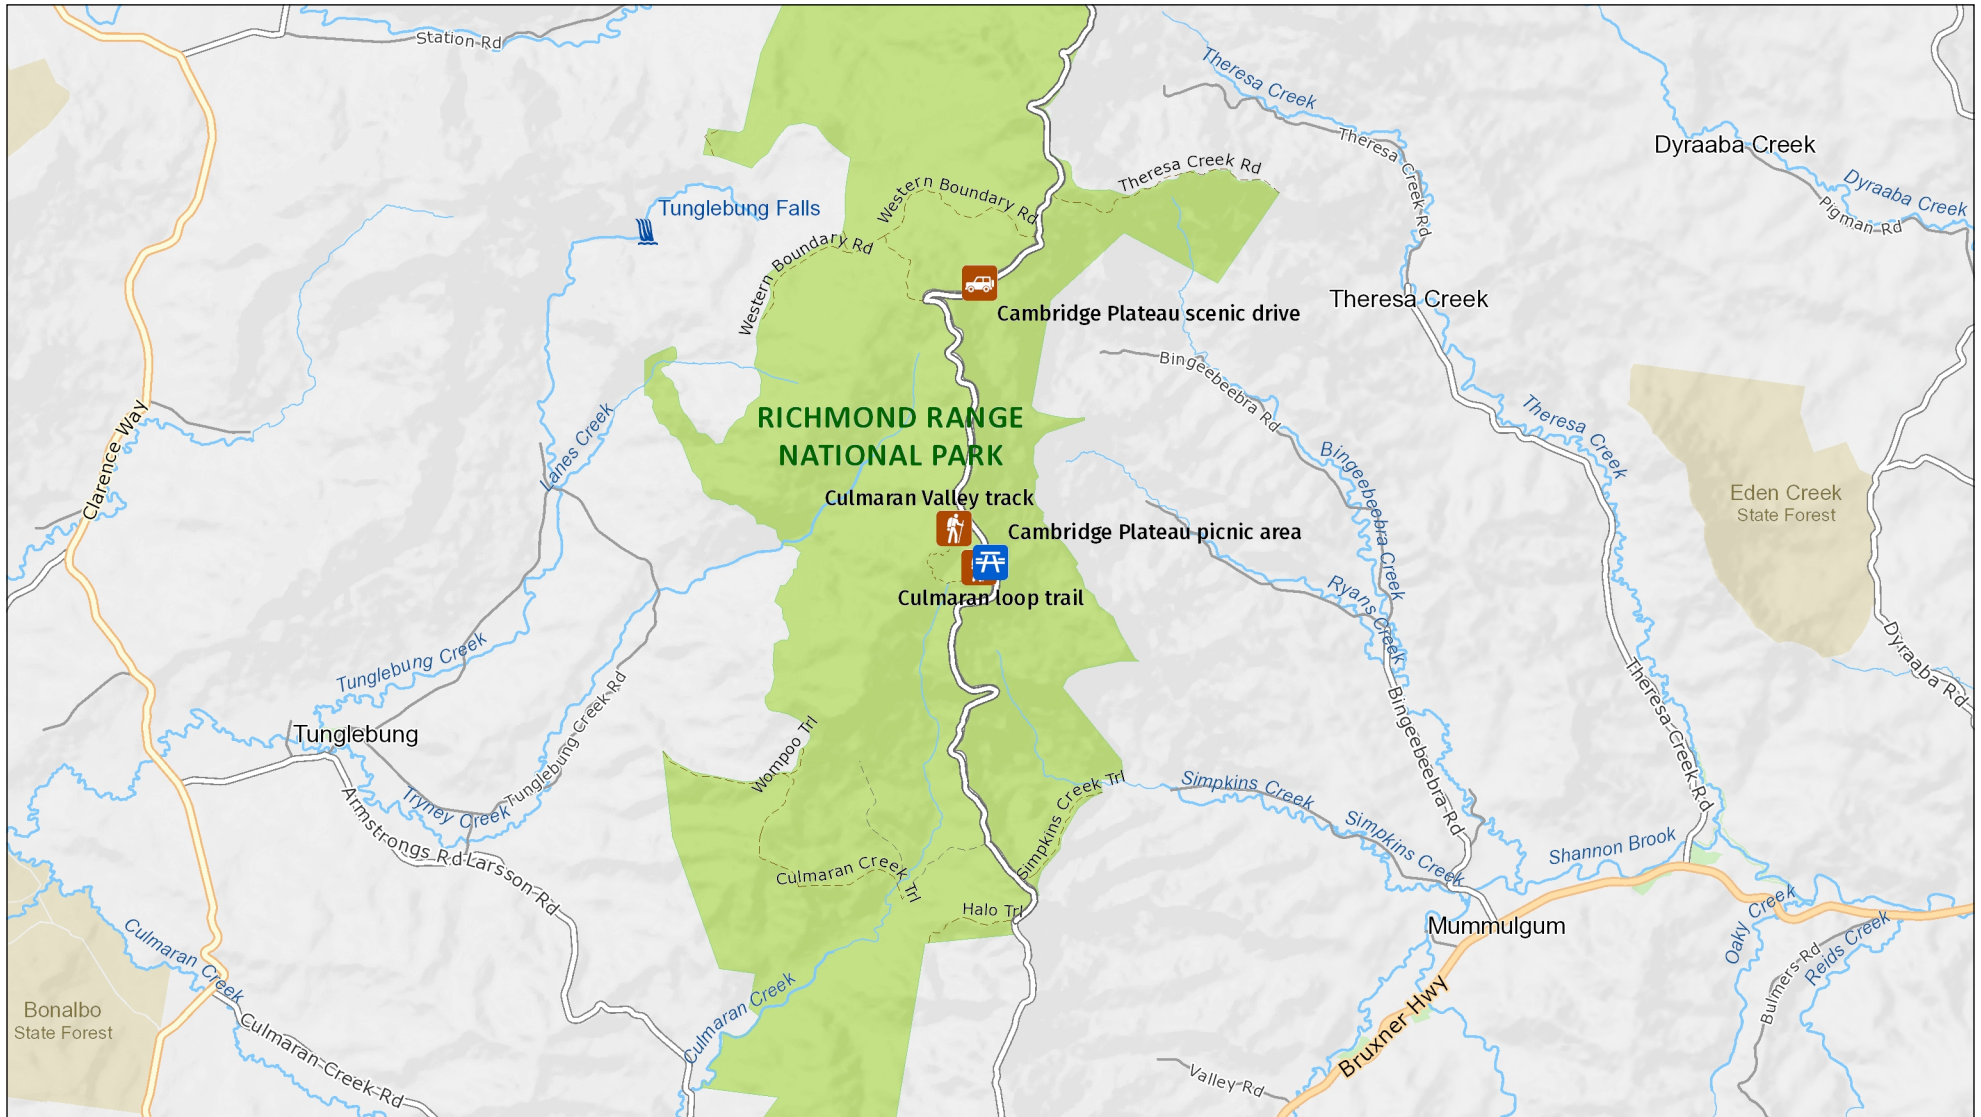 Station Rd
Theresa Creek
Theresa Creek Rd
Dyraaba Creek
Dyraaba Creek
Pigman Rd
Theresa Creek Rd
Western Boundary Rd
Tunglebung Falls
Western Boundary Rd
Cambridge Plateau scenic drive
Theresa Creek
Bingeebeebra Rd
Clarence Way
Lanes Creek
RICHMOND RANGE
NATIONAL PARK
Theresa Creek
Bingeebeebra Creek
Eden Creek
State Forest
Culmaran Valley track
Cambridge Plateau picnic area
Culmaran loop trail
Ryans Creek
Tunglebung Creek
Tunglebung Creek Rd
Dyraaba Rd
Theresa Creek Rd
Bingeebeebra Rd
Tunglebung
Wompoo Trl
Simpkins Creek Trl
Simpkins Creek
Simpkins Creek
Tryney Creek
Armstrongs Rd
Larsson Rd
Shannon Brook
Culmaran Creek Trl
Halo Trl
Mummulgum
Oaky Creek
Reids Creek
Bulmers Rd
Culmaran Creek
Culmaran Creek
Bonalbo
State Forest
Culmaran Creek Rd
Bruxner Hwy
Valley Rd